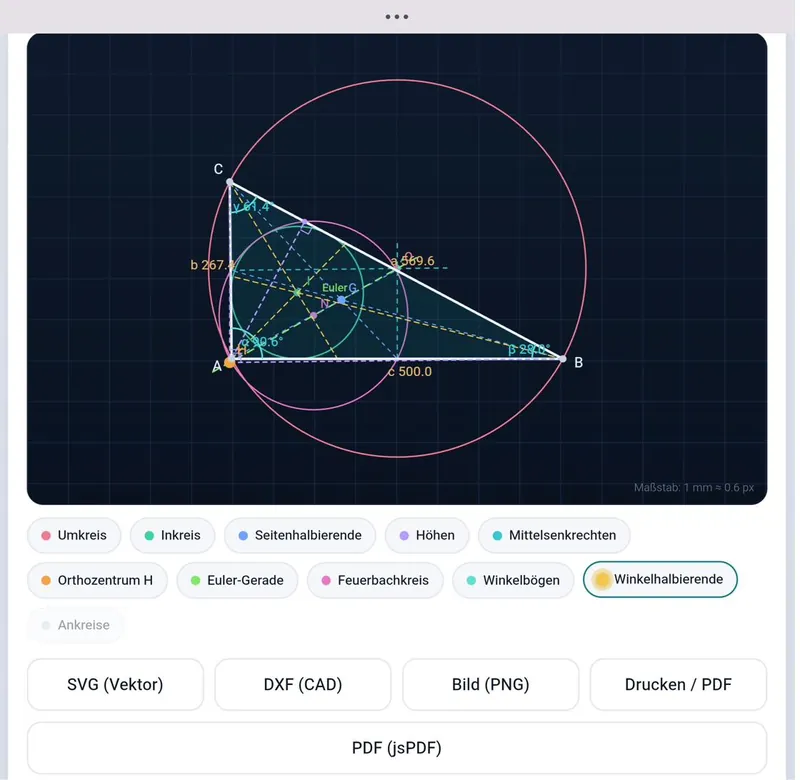 C
γ 61.4°
b 267.4
a 569.6
O
Euler
G
N
H
α 90.6°
β 28.0°
A
B
c 500.0
Maßstab: 1 mm ≈ 0.6 px
Umkreis
Inkreis
Seitenhalbierende
Höhen
Mittelsenkrechten
Orthozentrum H
Euler-Gerade
Feuerbachkreis
Winkelbögen
Winkelhalbierende
Ankreise
SVG (Vektor)
DXF (CAD)
Bild (PNG)
Drucken / PDF
PDF (jsPDF)